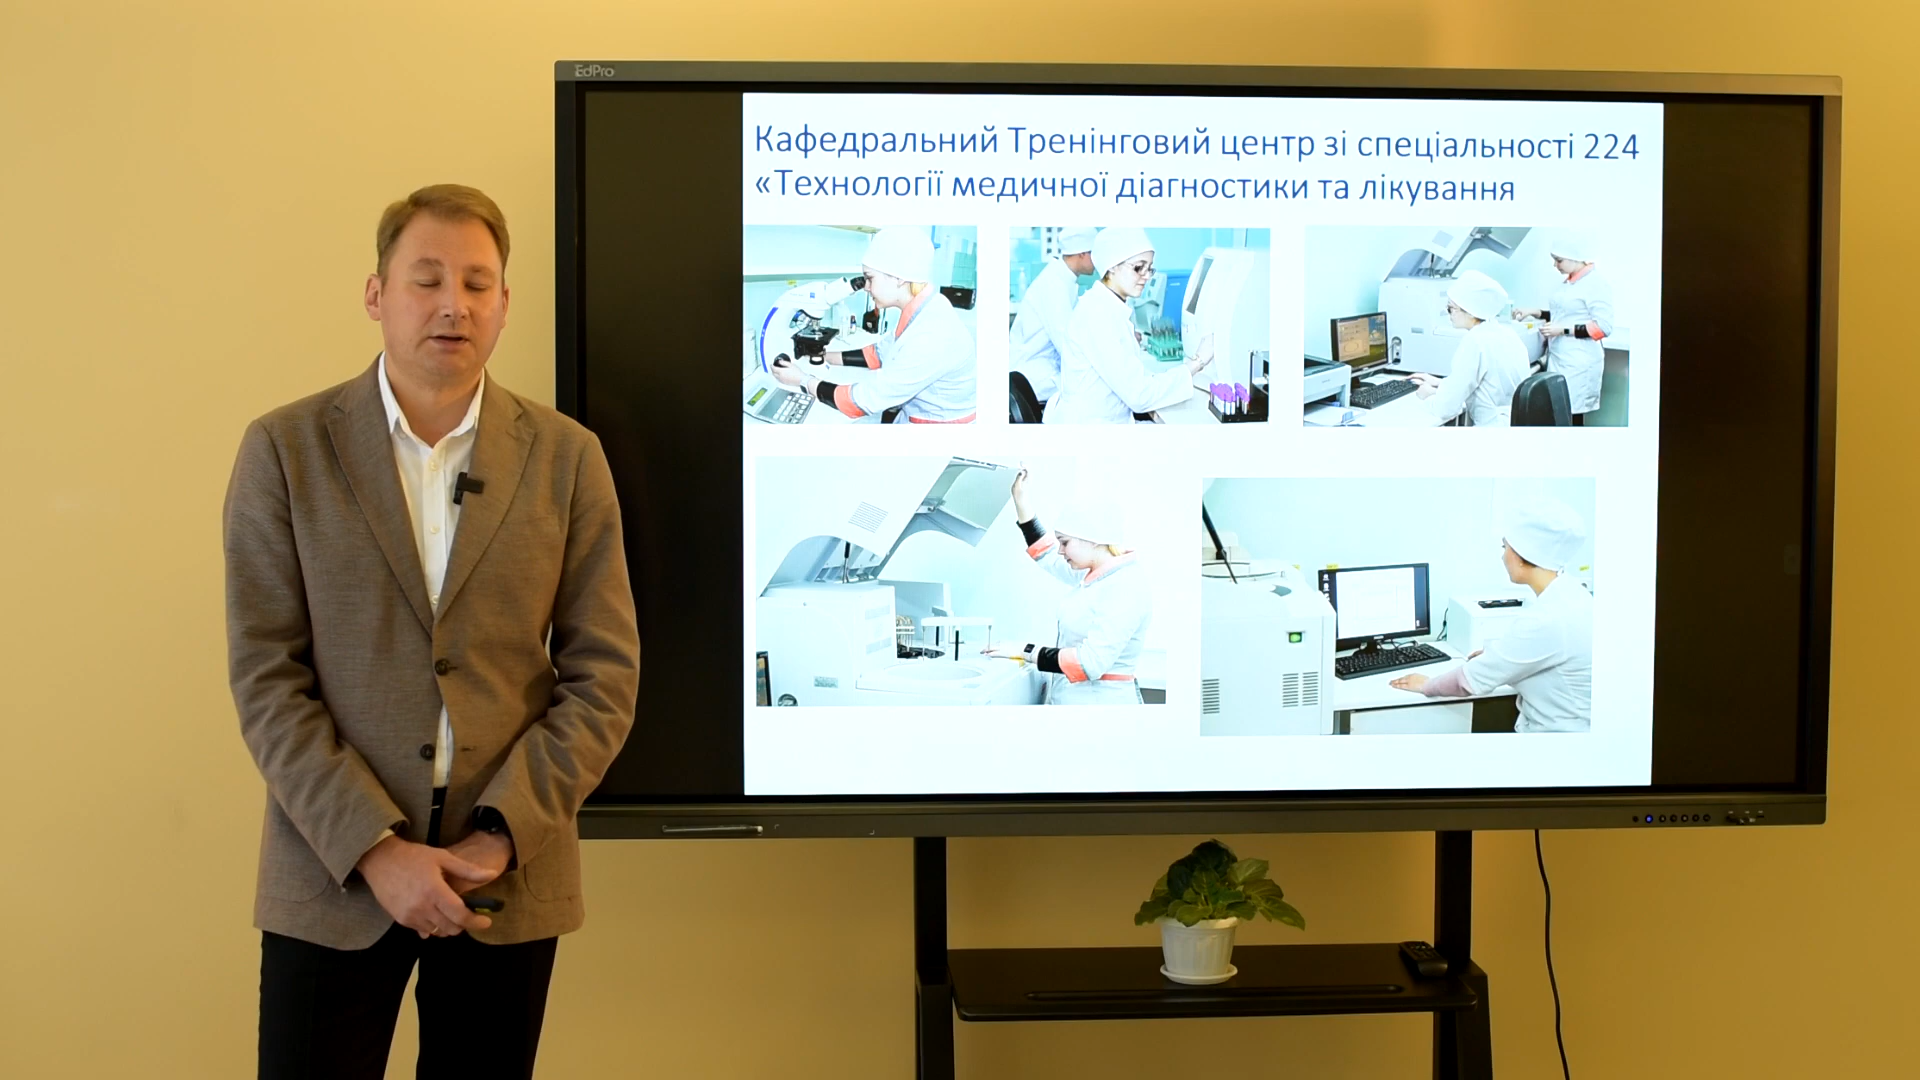 EdPro
Кафедральний Тренінговий центр зі спеціальності 224
«Технології медичної діагностики та лікування